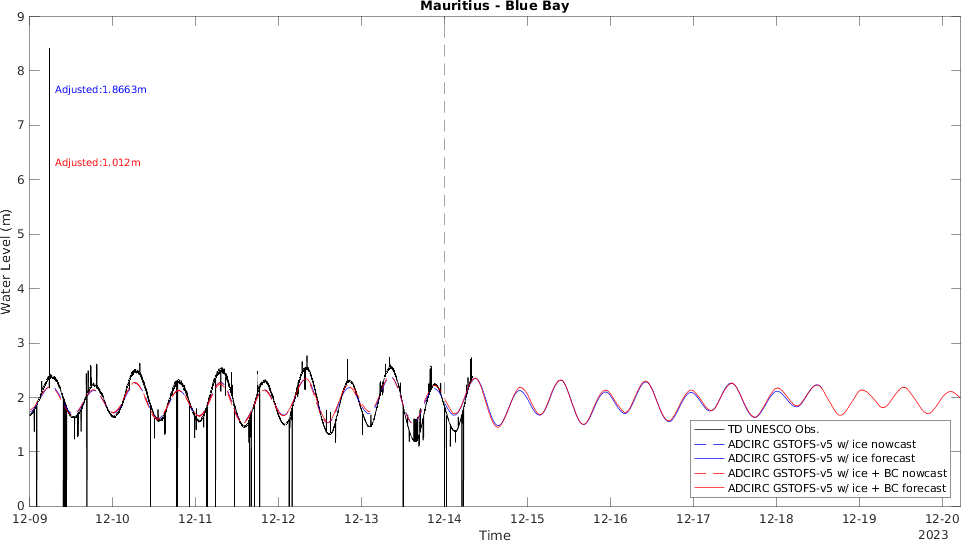 Mauritius - Blue Bay
9
8
7
6
5
4
3
2
1
0
Water Level (m)
Adjusted:1.8663m
Adjusted:1.012m
TD UNESCO Obs.
ADCIRC GSTOFS-v5 w/ ice nowcast
ADCIRC GSTOFS-v5 w/ ice forecast
ADCIRC GSTOFS-v5 w/ ice + BC nowcast
ADCIRC GSTOFS-v5 w/ ice + BC forecast
12-09 12-10 12-11 12-12 12-13 12-14 12-15 12-16 12-17 12-18 12-19 12-20
Time
2023